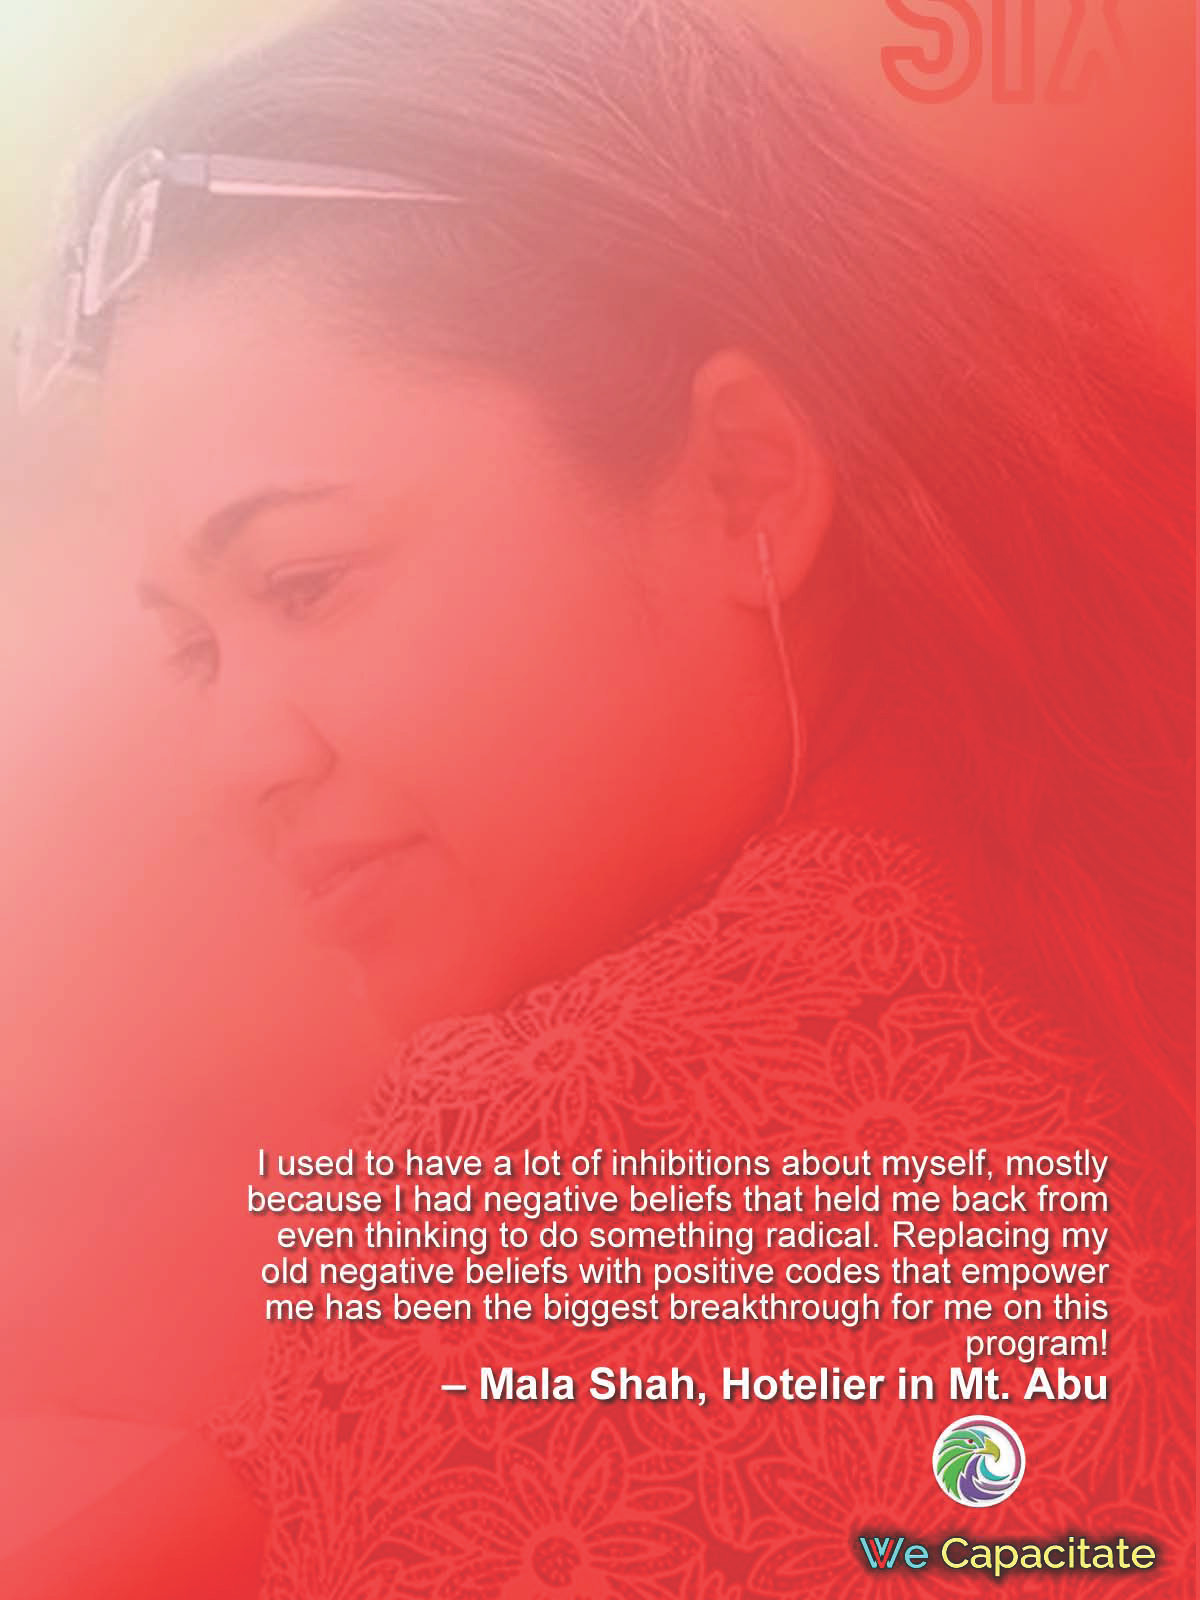 SIX
I used to have a lot of inhibitions about myself, mostly
because I had negative beliefs that held me back from
even thinking to do something radical. Replacing my
old negative beliefs with positive codes that empower
me has been the biggest breakthrough for me on this
program!
– Mala Shah, Hotelier in Mt. Abu
We Capacitate